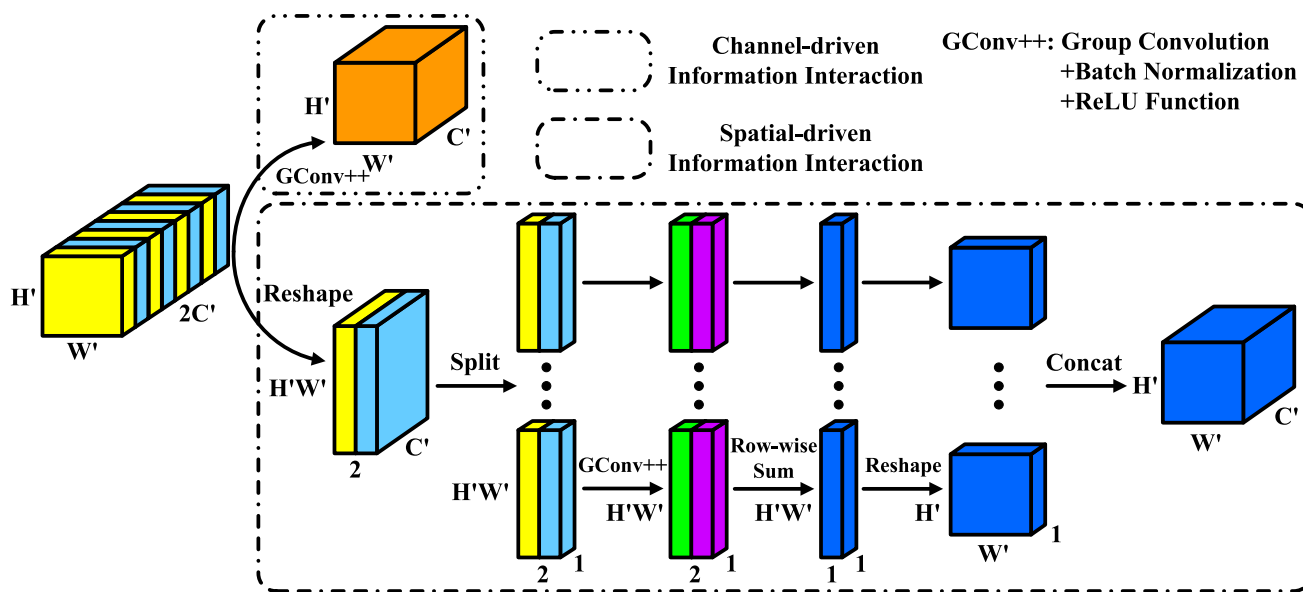 Channel-driven
Information Interaction
Spatial-driven
Information Interaction
GConv++: Group Convolution
+Batch Normalization
+ReLU Function
H'
W'
C'
GConv++
H'
W'
2C'
Reshape
H'W'
2
C'
Split
H'W'
2
1
GConv++
H'W'
2
1
Row-wise
Sum
H'W'
1
1
Reshape
H'
W'
1
Concat
H'
W'
C'